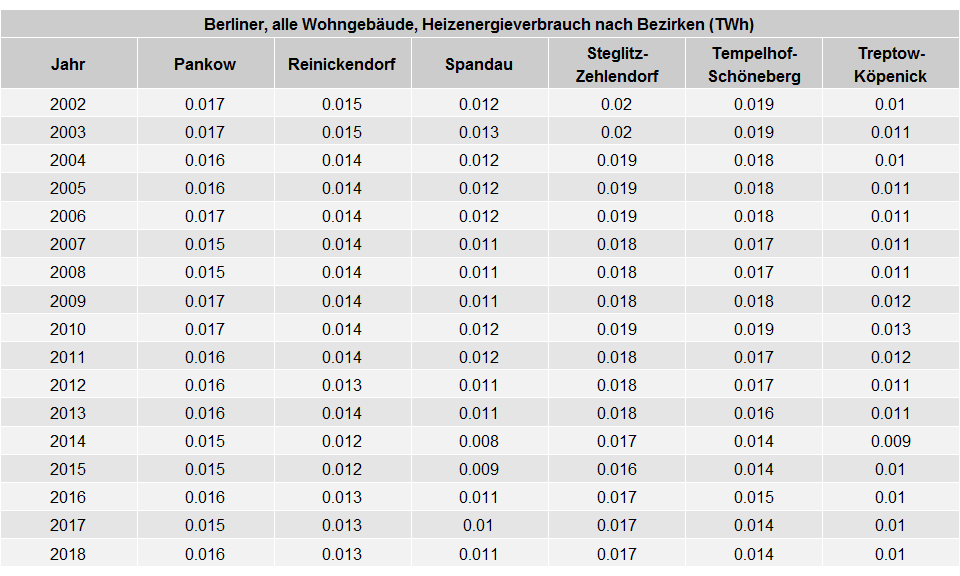 Berliner, alle Wohngebäude, Heizenergieverbrauch nach Bezirken (TWh)
Jahr Pankow Reinickendorf Spandau Steglitz-Zehlendorf Tempelhof-Schöneberg Treptow-Köpenick
2002 0.017 0.015 0.012 0.02 0.019 0.01
2003 0.017 0.015 0.013 0.02 0.019 0.011
2004 0.016 0.014 0.012 0.019 0.018 0.01
2005 0.016 0.014 0.012 0.019 0.018 0.011
2006 0.017 0.014 0.012 0.019 0.018 0.011
2007 0.015 0.014 0.011 0.018 0.017 0.011
2008 0.015 0.014 0.011 0.018 0.017 0.011
2009 0.017 0.014 0.011 0.018 0.018 0.012
2010 0.017 0.014 0.012 0.019 0.019 0.013
2011 0.016 0.014 0.012 0.018 0.017 0.012
2012 0.016 0.013 0.011 0.018 0.017 0.011
2013 0.016 0.014 0.011 0.018 0.016 0.011
2014 0.015 0.012 0.008 0.017 0.014 0.009
2015 0.015 0.012 0.009 0.016 0.014 0.01
2016 0.016 0.013 0.011 0.017 0.015 0.01
2017 0.015 0.013 0.01 0.017 0.014 0.01
2018 0.016 0.013 0.011 0.017 0.014 0.01